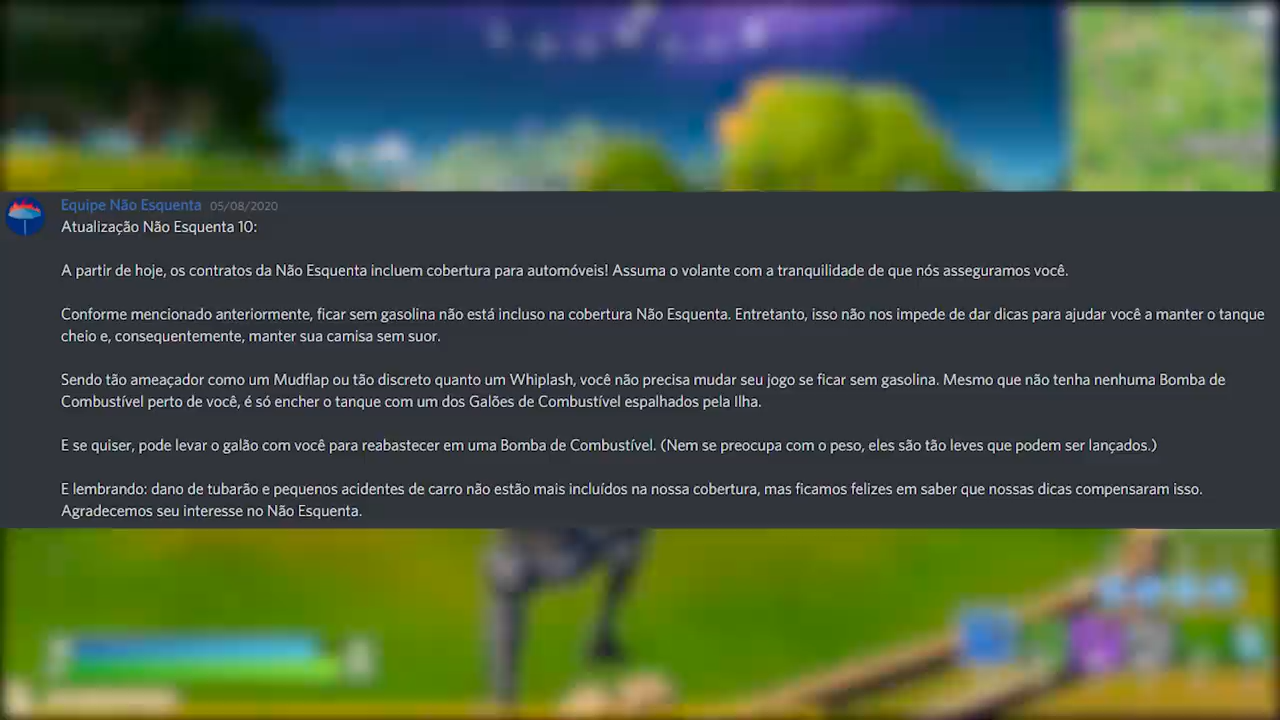 Equipe Não Esquenta 05/08/2020
Atualização Não Esquenta 10:
A partir de hoje, os contratos da Não Esquenta incluem cobertura para automóveis! Assuma o volante com a tranquilidade de que nós asseguramos você.
Conforme mencionado anteriormente, ficar sem gasolina não está incluso na cobertura Não Esquenta. Entretanto, isso não nos impede de dar dicas para ajudar você a manter o tanque
cheio e, consequentemente, manter sua camisa sem suor.
Sendo tão ameaçador como um Mudflap ou tão discreto quanto um Whiplash, você não precisa mudar seu jogo se ficar sem gasolina. Mesmo que não tenha nenhuma Bomba de
Combustível perto de você, é só encher o tanque com um dos Galões de Combustível espalhados pela Ilha.
E se quiser, pode levar o galão com você para reabastecer em uma Bomba de Combustível. (Nem se preocupa com o peso, eles são tão leves que podem ser lançados.)
E lembrando: dano de tubarão e pequenos acidentes de carro não estão mais incluídos na nossa cobertura, mas ficamos felizes em saber que nossas dicas compensaram isso.
Agradecemos seu interesse no Não Esquenta.